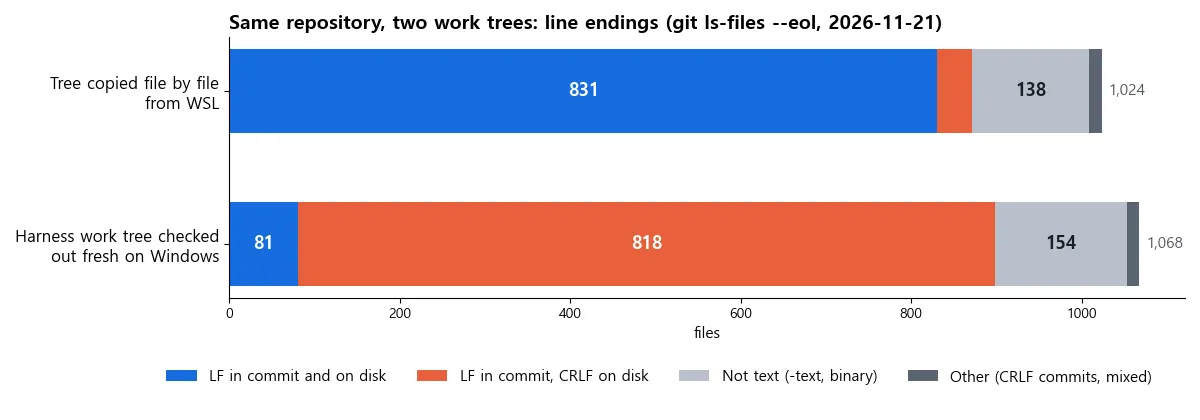 Same repository, two work trees: line endings (git ls-files --eol, 2026-11-21)
Tree copied file by file
from WSL
831
138
1,024
Harness work tree checked
out fresh on Windows
81
818
154
1,068
0
200
400
600
800
1000
files
LF in commit and on disk
LF in commit, CRLF on disk
Not text (-text, binary)
Other (CRLF commits, mixed)